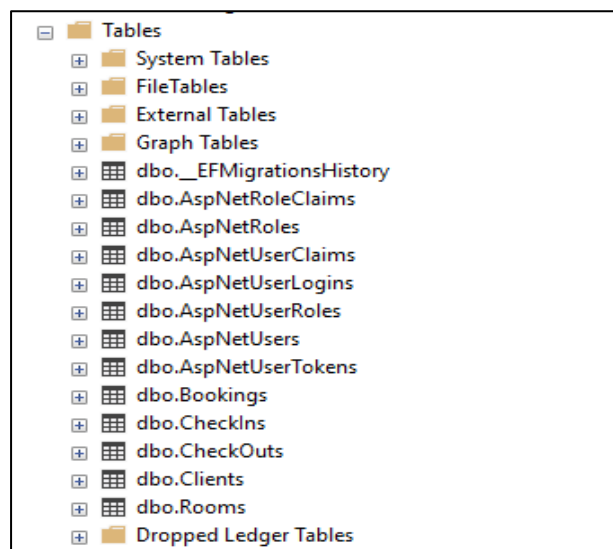 Tables
System Tables
FileTables
External Tables
Graph Tables
dbo.__EFMigrationsHistory
dbo.AspNetRoleClaims
dbo.AspNetRoles
dbo.AspNetUserClaims
dbo.AspNetUserLogins
dbo.AspNetUserRoles
dbo.AspNetUsers
dbo.AspNetUserTokens
dbo.Bookings
dbo.CheckIns
dbo.CheckOuts
dbo.Clients
dbo.Rooms
Dropped Ledger Tables